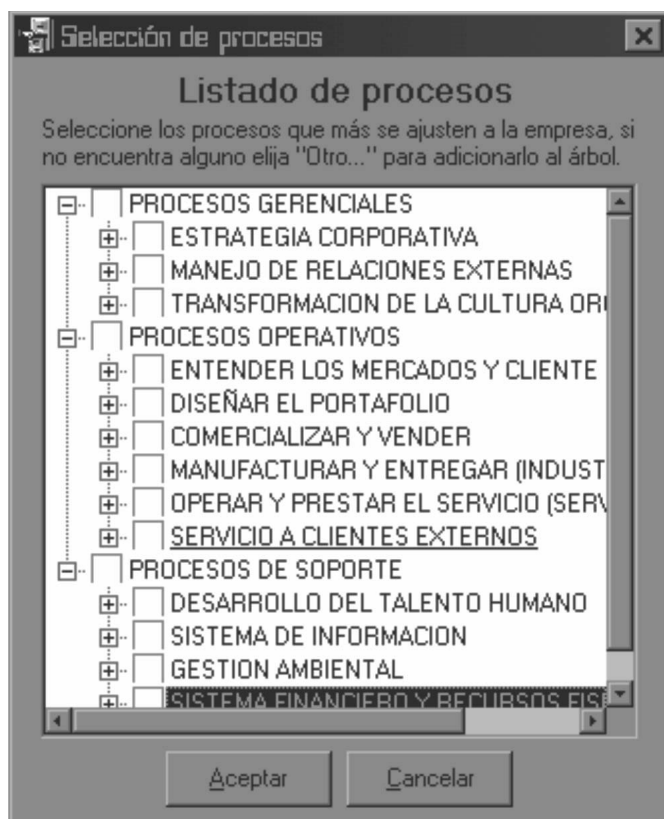 Selección de procesos
Listado de procesos
Seleccione los procesos que más se ajusten a la empresa, si
no encuentra alguno elija "Otro..." para adicionarlo al árbol.
PROCESOS GERENCIALES
ESTRATEGIA CORPORATIVA
MANEJO DE RELACIONES EXTERNAS
TRANSFORMACION DE LA CULTURA OR
PROCESOS OPERATIVOS
ENTENDER LOS MERCADOS Y CLIENTE
DISEÑAR EL PORTAFOLIO
COMERCIALIZAR Y VENDER
MANUFACTURAR Y ENTREGAR (INDUST
OPERAR Y PRESTAR EL SERVICIO (SERV
SERVICIO A CLIENTES EXTERNOS
PROCESOS DE SOPORTE
DESARROLLO DEL TALENTO HUMANO
SISTEMA DE INFORMACION
GESTION AMBIENTAL
SISTEMA FINANCIERO Y RECURSOS FIS
Aceptar
Cancelar